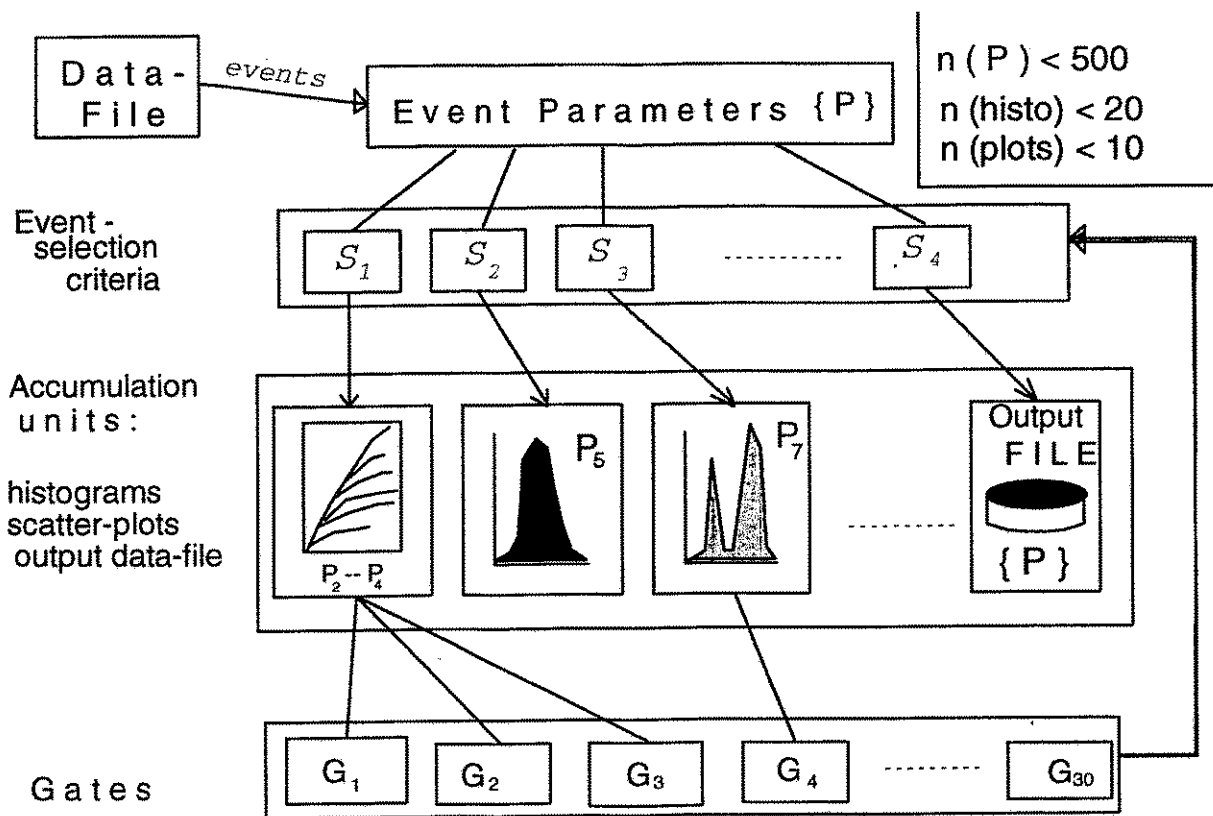 Data-
File
events
Event Parameters {P}
n ( P ) < 500
n (histo) < 20
n (plots) < 10
Event -
selection
criteria
S1
S2
S3
S4
Accumulation
units:
histograms
scatter-plots
output data-file
P2 -- P4
P5
P7
Output
FILE
{P}
Gates
G1
G2
G3
G4
G30